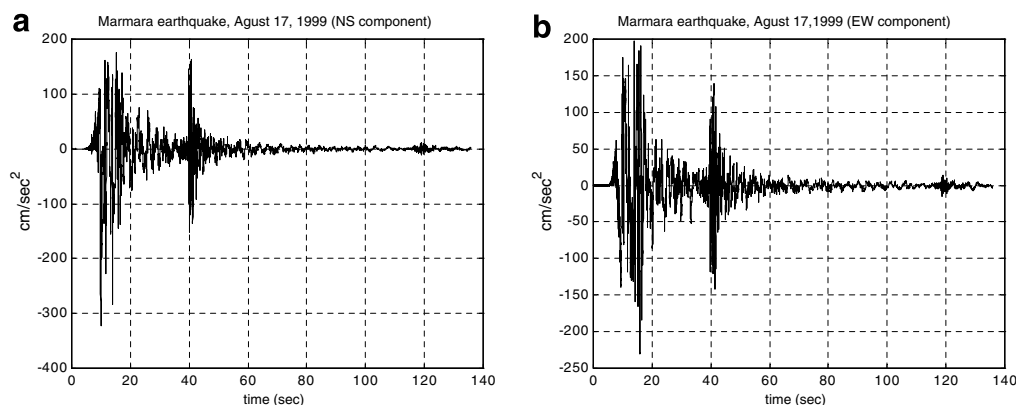 a
Marmara earthquake, Agust 17, 1999 (NS component)
200
100
0
-100
-200
-300
-400
cm/sec²
0 20 40 60 80 100 120 140
time (sec)
b
Marmara earthquake, Agust 17,1999 (EW component)
200
150
100
50
0
-50
-100
-150
-200
-250
cm/sec²
0 20 40 60 80 100 120 140
time (sec)